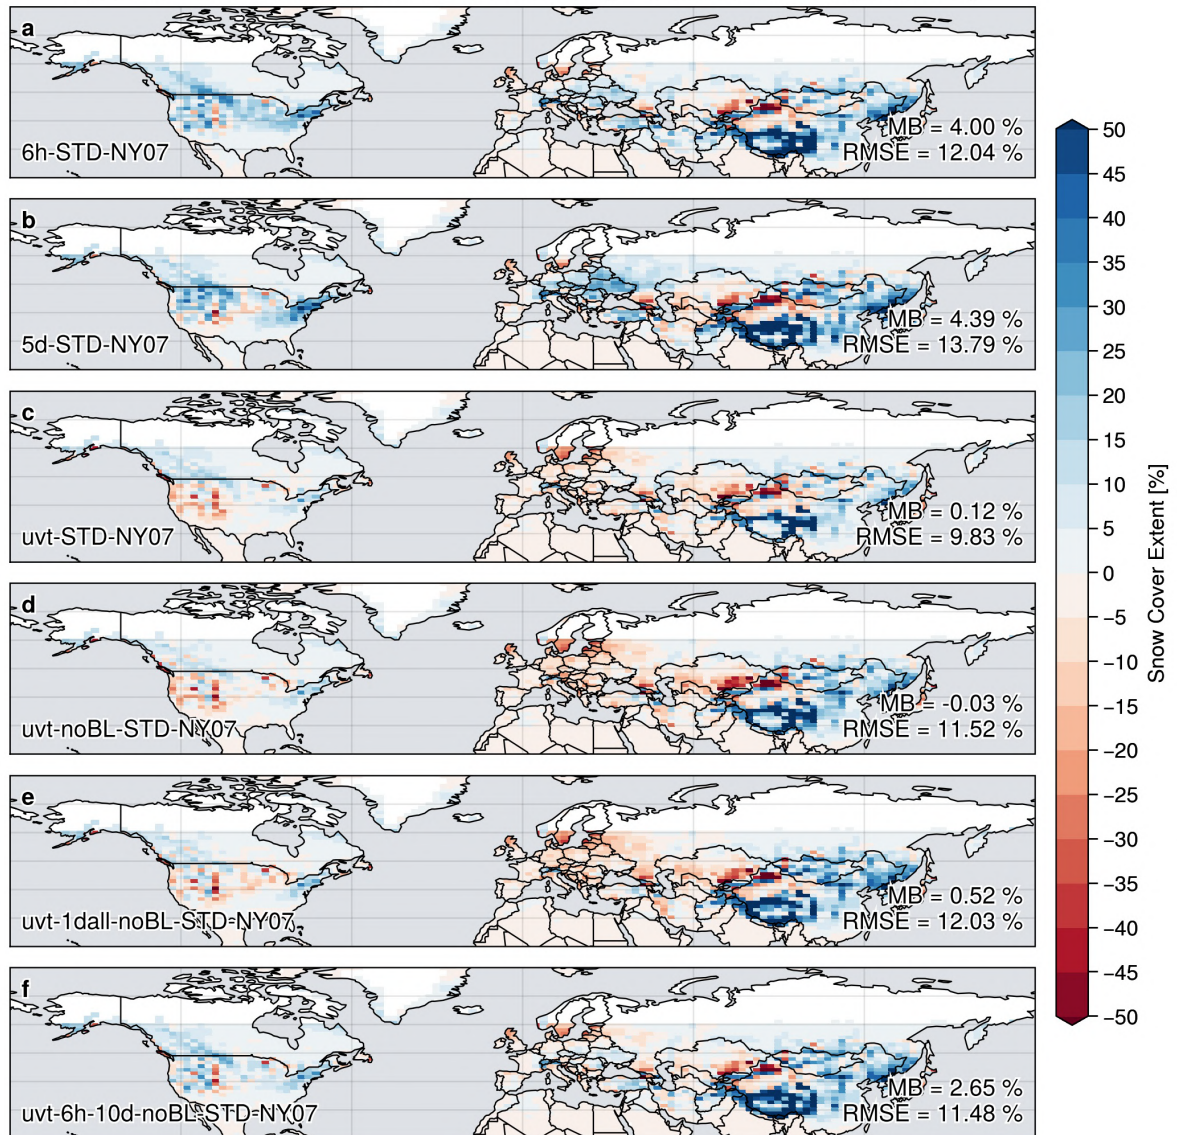 a
6h-STD-NY07
MB = 4.00 %
RMSE = 12.04 %
b
5d-STD-NY07
MB = 4.39 %
RMSE = 13.79 %
c
uvt-STD-NY07
MB = 0.12 %
RMSE = 9.83 %
d
uvt-noBL-STD-NY07
MB = -0.03 %
RMSE = 11.52 %
e
uvt-1dall-noBL-STD-NY07
MB = 0.52 %
RMSE = 12.03 %
f
uvt-6h-10d-noBL-STD-NY07
MB = 2.65 %
RMSE = 11.48 %
50
45
40
35
30
25
20
15
10
5
0
−5
−10
−15
−20
−25
−30
−35
−40
−45
−50
Snow Cover Extent [%]